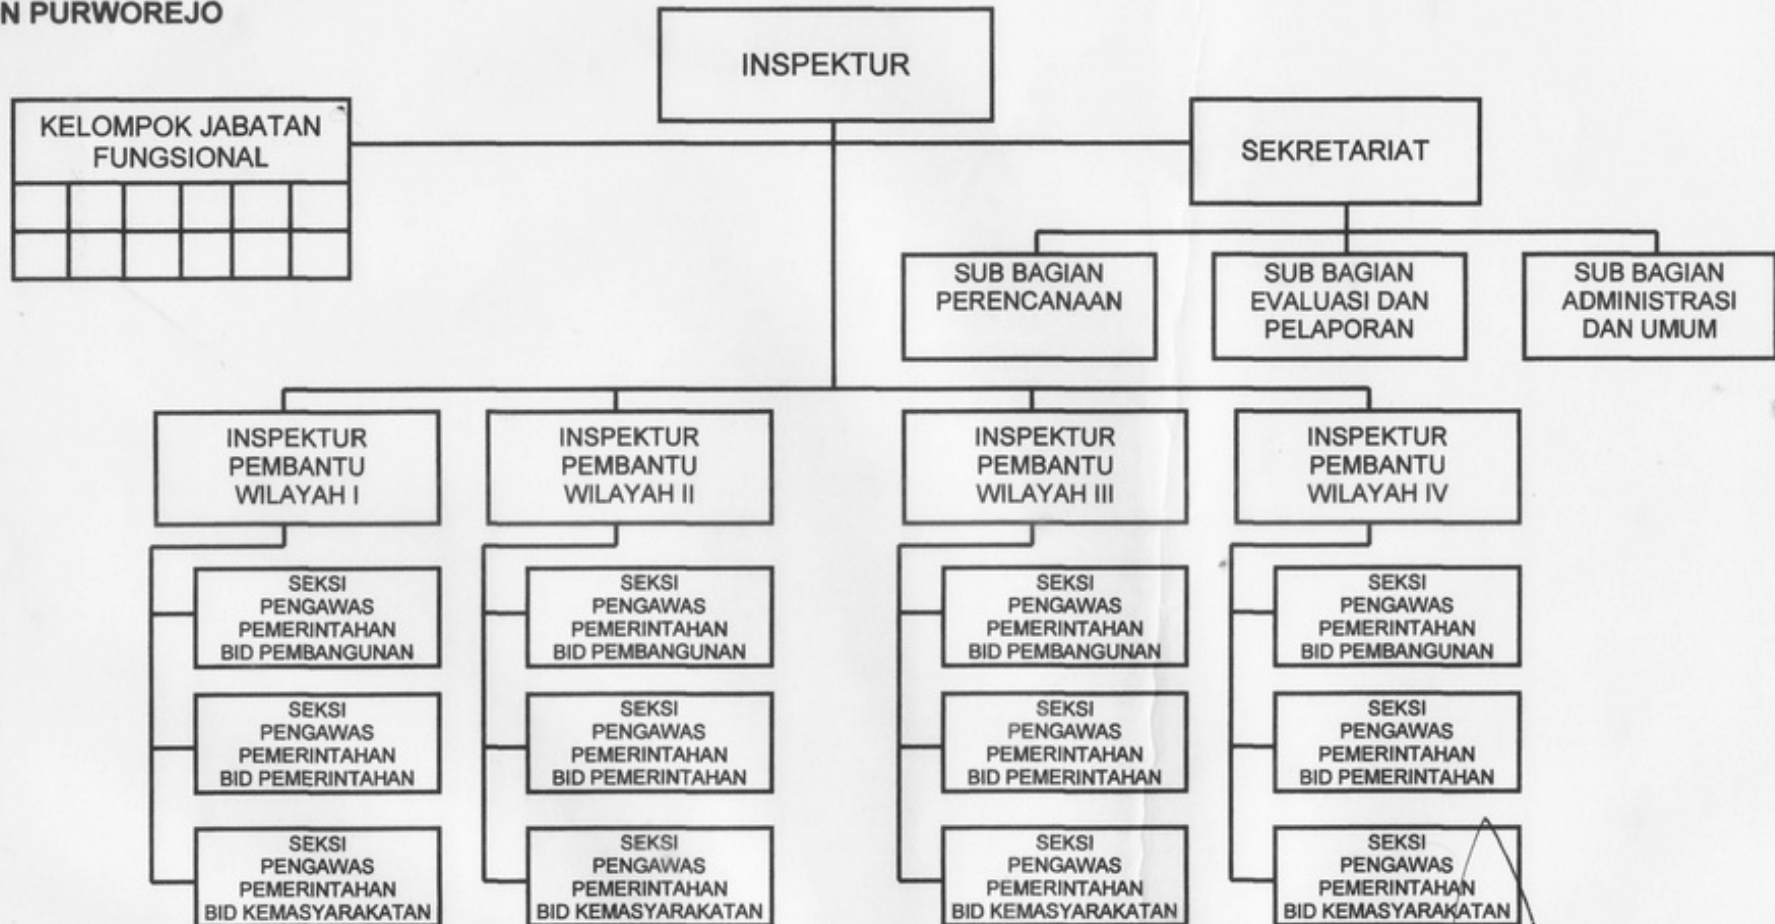 N PURWOREJO
INSPEKTUR
KELOMPOK JABATAN
FUNGSIONAL
SEKRETARIAT
SUB BAGIAN
PERENCANAAN
SUB BAGIAN
EVALUASI DAN
PELAPORAN
SUB BAGIAN
ADMINISTRASI
DAN UMUM
INSPEKTUR
PEMBANTU
WILAYAH I
INSPEKTUR
PEMBANTU
WILAYAH II
INSPEKTUR
PEMBANTU
WILAYAH III
INSPEKTUR
PEMBANTU
WILAYAH IV
SEKSI
PENGAWAS
PEMERINTAHAN
BID PEMBANGUNAN
SEKSI
PENGAWAS
PEMERINTAHAN
BID PEMBANGUNAN
SEKSI
PENGAWAS
PEMERINTAHAN
BID PEMBANGUNAN
SEKSI
PENGAWAS
PEMERINTAHAN
BID PEMBANGUNAN
SEKSI
PENGAWAS
PEMERINTAHAN
BID PEMERINTAHAN
SEKSI
PENGAWAS
PEMERINTAHAN
BID PEMERINTAHAN
SEKSI
PENGAWAS
PEMERINTAHAN
BID PEMERINTAHAN
SEKSI
PENGAWAS
PEMERINTAHAN
BID PEMERINTAHAN
SEKSI
PENGAWAS
PEMERINTAHAN
BID KEMASYARAKATAN
SEKSI
PENGAWAS
PEMERINTAHAN
BID KEMASYARAKATAN
SEKSI
PENGAWAS
PEMERINTAHAN
BID KEMASYARAKATAN
SEKSI
PENGAWAS
PEMERINTAHAN
BID KEMASYARAKATAN